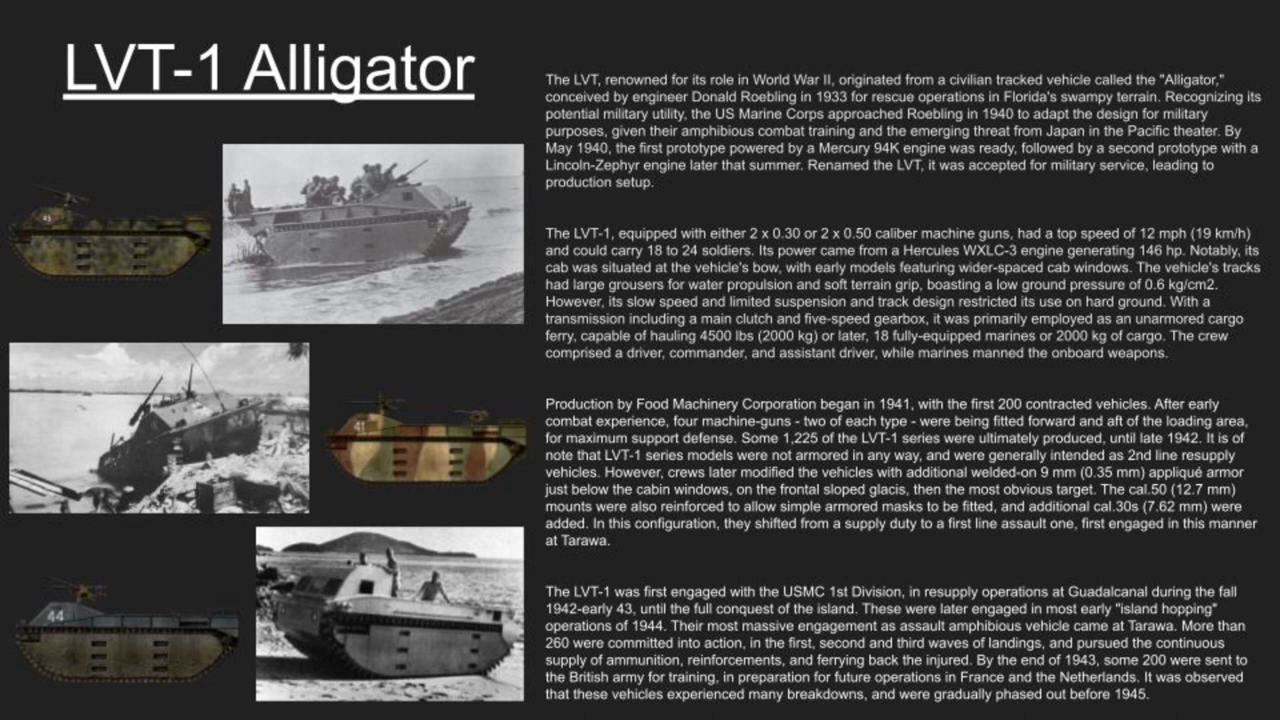 LVT-1 Alligator
The LVT, renowned for its role in World War II, originated from a civilian tracked vehicle called the "Alligator,"
conceived by engineer Donald Roebling in 1933 for rescue operations in Florida's swampy terrain. Recognizing its
potential military utility, the US Marine Corps approached Roebling in 1940 to adapt the design for military
purposes, given their amphibious combat training and the emerging threat from Japan in the Pacific theater. By
May 1940, the first prototype powered by a Mercury 94K engine was ready, followed by a second prototype with a
Lincoln-Zephyr engine later that summer. Renamed the LVT, it was accepted for military service, leading to
production setup.
The LVT-1, equipped with either 2 x 0.30 or 2 x 0.50 caliber machine guns, had a top speed of 12 mph (19 km/h)
and could carry 18 to 24 soldiers. Its power came from a Hercules WXLC-3 engine generating 146 hp. Notably, its
cab was situated at the vehicle's bow, with early models featuring wider-spaced cab windows. The vehicle's tracks
had large grousers for water propulsion and soft terrain grip, boasting a low ground pressure of 0.6 kg/cm2.
However, its slow speed and limited suspension and track design restricted its use on hard ground. With a
transmission including a main clutch and five-speed gearbox, it was primarily employed as an unarmored cargo
ferry, capable of hauling 4500 lbs (2000 kg) or later, 18 fully-equipped marines or 2000 kg of cargo. The crew
comprised a driver, commander, and assistant driver, while marines manned the onboard weapons.
Production by Food Machinery Corporation began in 1941, with the first 200 contracted vehicles. After early
combat experience, four machine-guns - two of each type - were being fitted forward and aft of the loading area,
for maximum support defense. Some 1,225 of the LVT-1 series were ultimately produced, until late 1942. It is of
note that LVT-1 series models were not armored in any way, and were generally intended as 2nd line resupply
vehicles. However, crews later modified the vehicles with additional welded-on 9 mm (0.35 mm) appliqué armor
just below the cabin windows, on the frontal sloped glacis, then the most obvious target. The cal.50 (12.7 mm)
mounts were also reinforced to allow simple armored masks to be fitted, and additional cal.30s (7.62 mm) were
added. In this configuration, they shifted from a supply duty to a first line assault one, first engaged in this manner
at Tarawa.
The LVT-1 was first engaged with the USMC 1st Division, in resupply operations at Guadalcanal during the fall
1942-early 43, until the full conquest of the island. These were later engaged in most early "island hopping"
operations of 1944. Their most massive engagement as assault amphibious vehicle came at Tarawa. More than
260 were committed into action, in the first, second and third waves of landings, and pursued the continuous
supply of ammunition, reinforcements, and ferrying back the injured. By the end of 1943, some 200 were sent to
the British army for training, in preparation for future operations in France and the Netherlands. It was observed
that these vehicles experienced many breakdowns, and were gradually phased out before 1945.
41
44